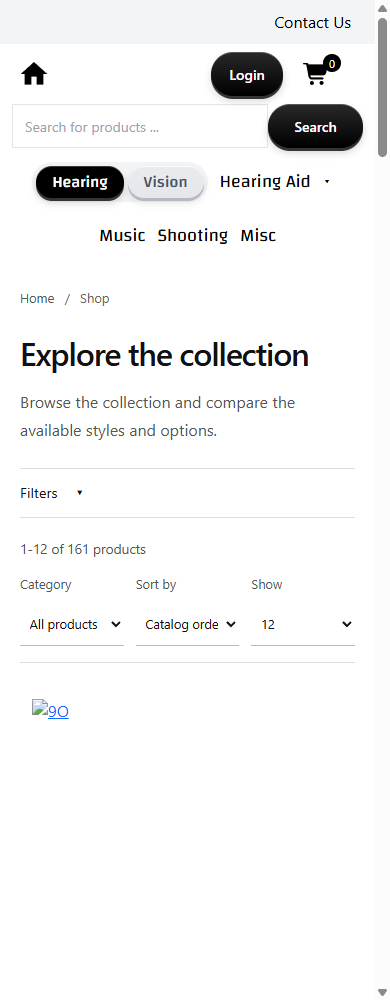 Contact Us
0
Login
Search for products ...
Search
Hearing Vision Hearing Aid
Music Shooting Misc
Home / Shop
Explore the collection
Browse the collection and compare the
available styles and options.
Filters
1-12 of 161 products
Category Sort by Show
All products Catalog orde 12
9O